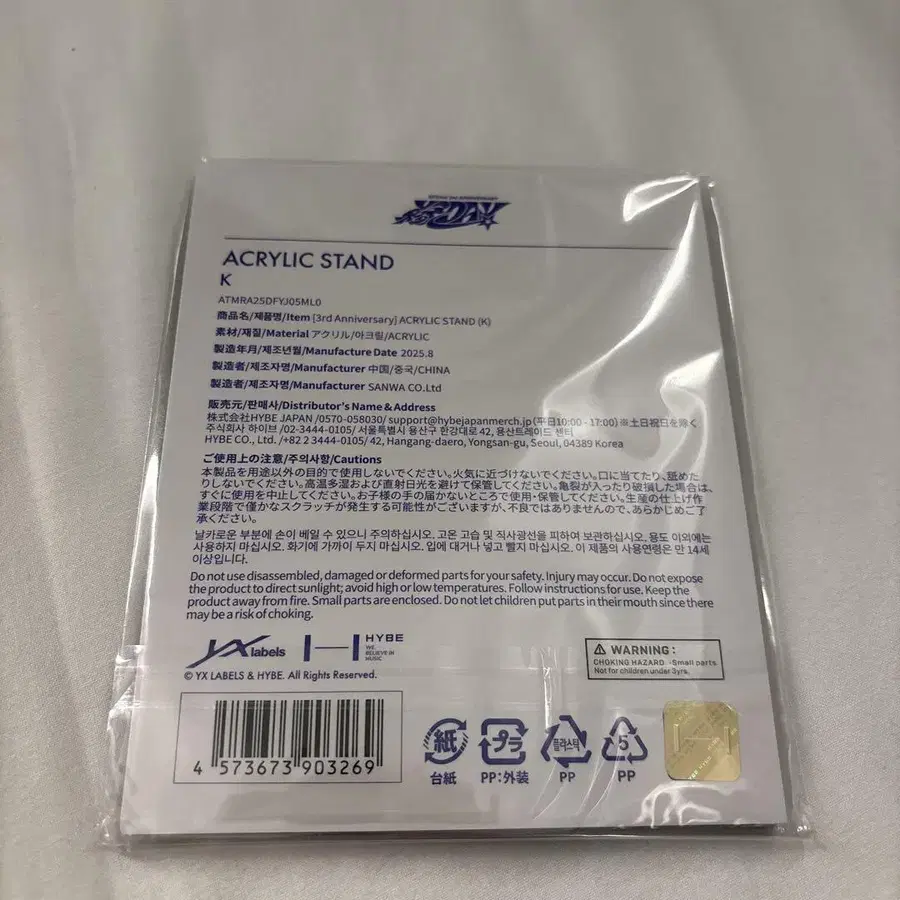 ACRYLIC STAND
K
ATMRA25DFYJ05ML0
商品名/제품명/Item [3rd Anniversary] ACRYLIC STAND (K)
素材/재질/Material アクリル/아크릴/ACRYLIC
製造年月/제조년월/Manufacture Date 2025.8
製造者/제조자명/Manufacturer 中国/중국/CHINA
製造者/제조자명/Manufacturer SANWA CO.Ltd
販売元/판매사/Distributor's Name & Address
株式会社HYBE JAPAN /0570-058030/ support@hybejapanmerch.jp (平日10:00 - 17:00) ※土日祝日を除く
주식회사 하이브 /02-3444-0105/ 서울특별시 용산구 한강대로 42, 용산트레이드 센터
HYBE CO., Ltd. /+82 2 3444-0105/ 42, Hangang-daero, Yongsan-gu, Seoul, 04389 Korea
ご使用上の注意/주의사항/Cautions
本製品を用途以外の目的で使用しないでください。火気に近づけないでください。口に当てたり、舐めた
りしないでください。高温多湿および直射日光を避けて保管してください。亀裂が入ったり破損した場合は、
すぐに使用を中止してください。お子様の手の届かないところで使用・保管してください。生産の仕上げ作
業段階で僅かなスクラッチが発生する可能性がございますが、不良ではありませんので、あらかじめご了
承ください。
날카로운 부분에 손이 베일 수 있으니 주의하십시오. 고온 고습 및 직사광선을 피하여 보관하십시오. 용도 이외에는
사용하지 마십시오. 화기에 가까이 두지 마십시오. 입에 대거나 넣고 빨지 마십시오. 이 제품의 사용연령은 만 14세
이상입니다.
Do not use disassembled, damaged or deformed parts for your safety. Injury may occur. Do not expose
the product to direct sunlight; avoid high or low temperatures. Follow instructions for use. Keep the
product away from fire. Small parts are enclosed. Do not let children put parts in their mouth since there
may be a risk of choking.
YX labels
HYBE
WE
BELIEVE IN
MUSIC
WARNING :
CHOKING HAZARD - Small parts
Not for children under 3yrs.
© YX LABELS & HYBE. All Rights Reserved.
4 573673 903269
紙
台紙
プラ
PP:外装
플라스틱
PP
5
PP